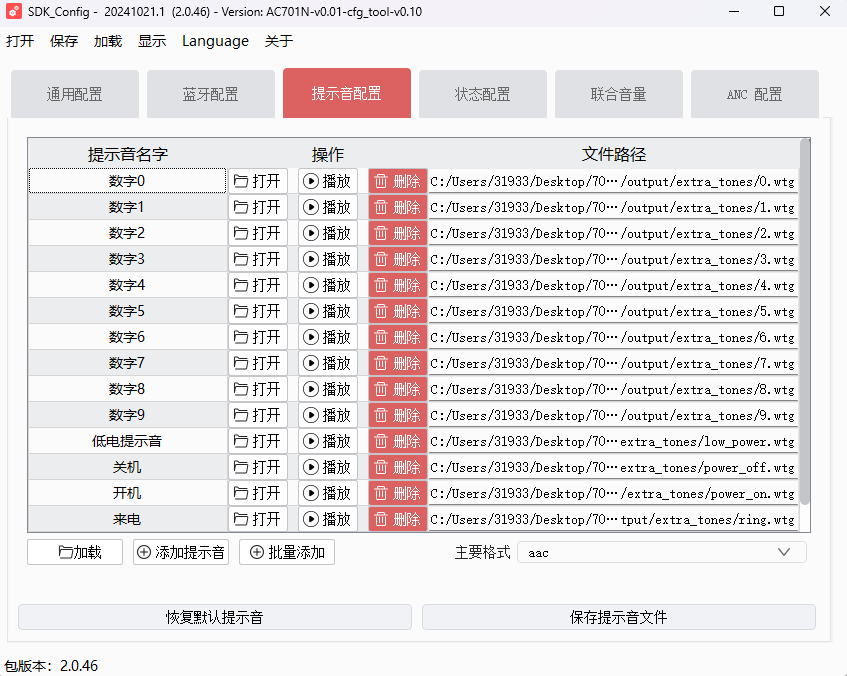 SDK_Config - 20241021.1 (2.0.46) - Version: AC701N-v0.01-cfg_tool-v0.10
打开 保存 加载 显示 Language 关于
通用配置 蓝牙配置 提示音配置 状态配置 联合音量 ANC 配置
提示音名字 操作 文件路径
数字0 打开 播放 删除 C:/Users/31933/Desktop/70…/output/extra_tones/0.wtg
数字1 打开 播放 删除 C:/Users/31933/Desktop/70…/output/extra_tones/1.wtg
数字2 打开 播放 删除 C:/Users/31933/Desktop/70…/output/extra_tones/2.wtg
数字3 打开 播放 删除 C:/Users/31933/Desktop/70…/output/extra_tones/3.wtg
数字4 打开 播放 删除 C:/Users/31933/Desktop/70…/output/extra_tones/4.wtg
数字5 打开 播放 删除 C:/Users/31933/Desktop/70…/output/extra_tones/5.wtg
数字6 打开 播放 删除 C:/Users/31933/Desktop/70…/output/extra_tones/6.wtg
数字7 打开 播放 删除 C:/Users/31933/Desktop/70…/output/extra_tones/7.wtg
数字8 打开 播放 删除 C:/Users/31933/Desktop/70…/output/extra_tones/8.wtg
数字9 打开 播放 删除 C:/Users/31933/Desktop/70…/output/extra_tones/9.wtg
低电提示音 打开 播放 删除 C:/Users/31933/Desktop/70…extra_tones/low_power.wtg
关机 打开 播放 删除 C:/Users/31933/Desktop/70…extra_tones/power_off.wtg
开机 打开 播放 删除 C:/Users/31933/Desktop/70…/extra_tones/power_on.wtg
来电 打开 播放 删除 C:/Users/31933/Desktop/70…tput/extra_tones/ring.wtg
加载 添加提示音 批量添加 主要格式 aac
恢复默认提示音 保存提示音文件
包版本：2.0.46